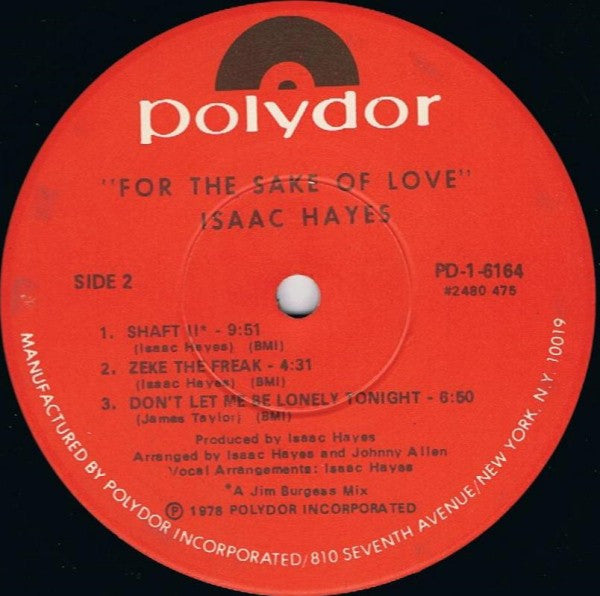 polydor
"FOR THE SAKE OF LOVE"
ISAAC HAYES
SIDE 2
PD-1-6164
#2480 475
1. SHAFT II* - 9:51
(Isaac Hayes) (BMI)
2. ZEKE THE FREAK - 4:31
(Isaac Hayes) (BMI)
3. DON'T LET ME BE LONELY TONIGHT - 6:50
(James Taylor) (BMI)
Produced by Isaac Hayes
Arranged by Isaac Hayes and Johnny Allen
Vocal Arrangements: Isaac Hayes
*A Jim Burgess Mix
Ⓟ 1978 POLYDOR INCORPORATED
MANUFACTURED BY POLYDOR INCORPORATED/810 SEVENTH AVENUE/NEW YORK, N.Y. 10019